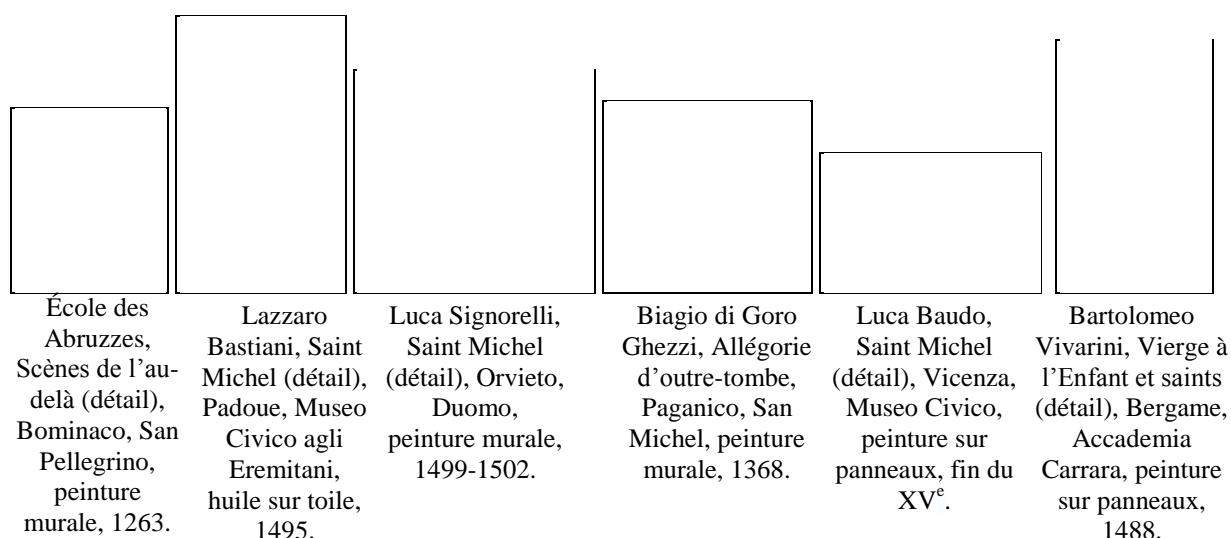 École des
Abruzzes,
Scènes de l’au-
delà (détail),
Bominaco, San
Pellegrino,
peinture
murale, 1263.
Lazzaro
Bastiani, Saint
Michel (détail),
Padoue, Museo
Civico agli
Eremitani,
huile sur toile,
1495.
Luca Signorelli,
Saint Michel
(détail), Orvieto,
Duomo,
peinture murale,
1499-1502.
Biagio di Goro
Ghezzi, Allégorie
d’outre-tombe,
Paganico, San
Michel, peinture
murale, 1368.
Luca Baudo,
Saint Michel
(détail), Vicenza,
Museo Civico,
peinture sur
panneaux, fin du
XVe.
Bartolomeo
Vivarini, Vierge à
l’Enfant et saints
(détail), Bergame,
Accademia
Carrara, peinture
sur panneaux,
1488.